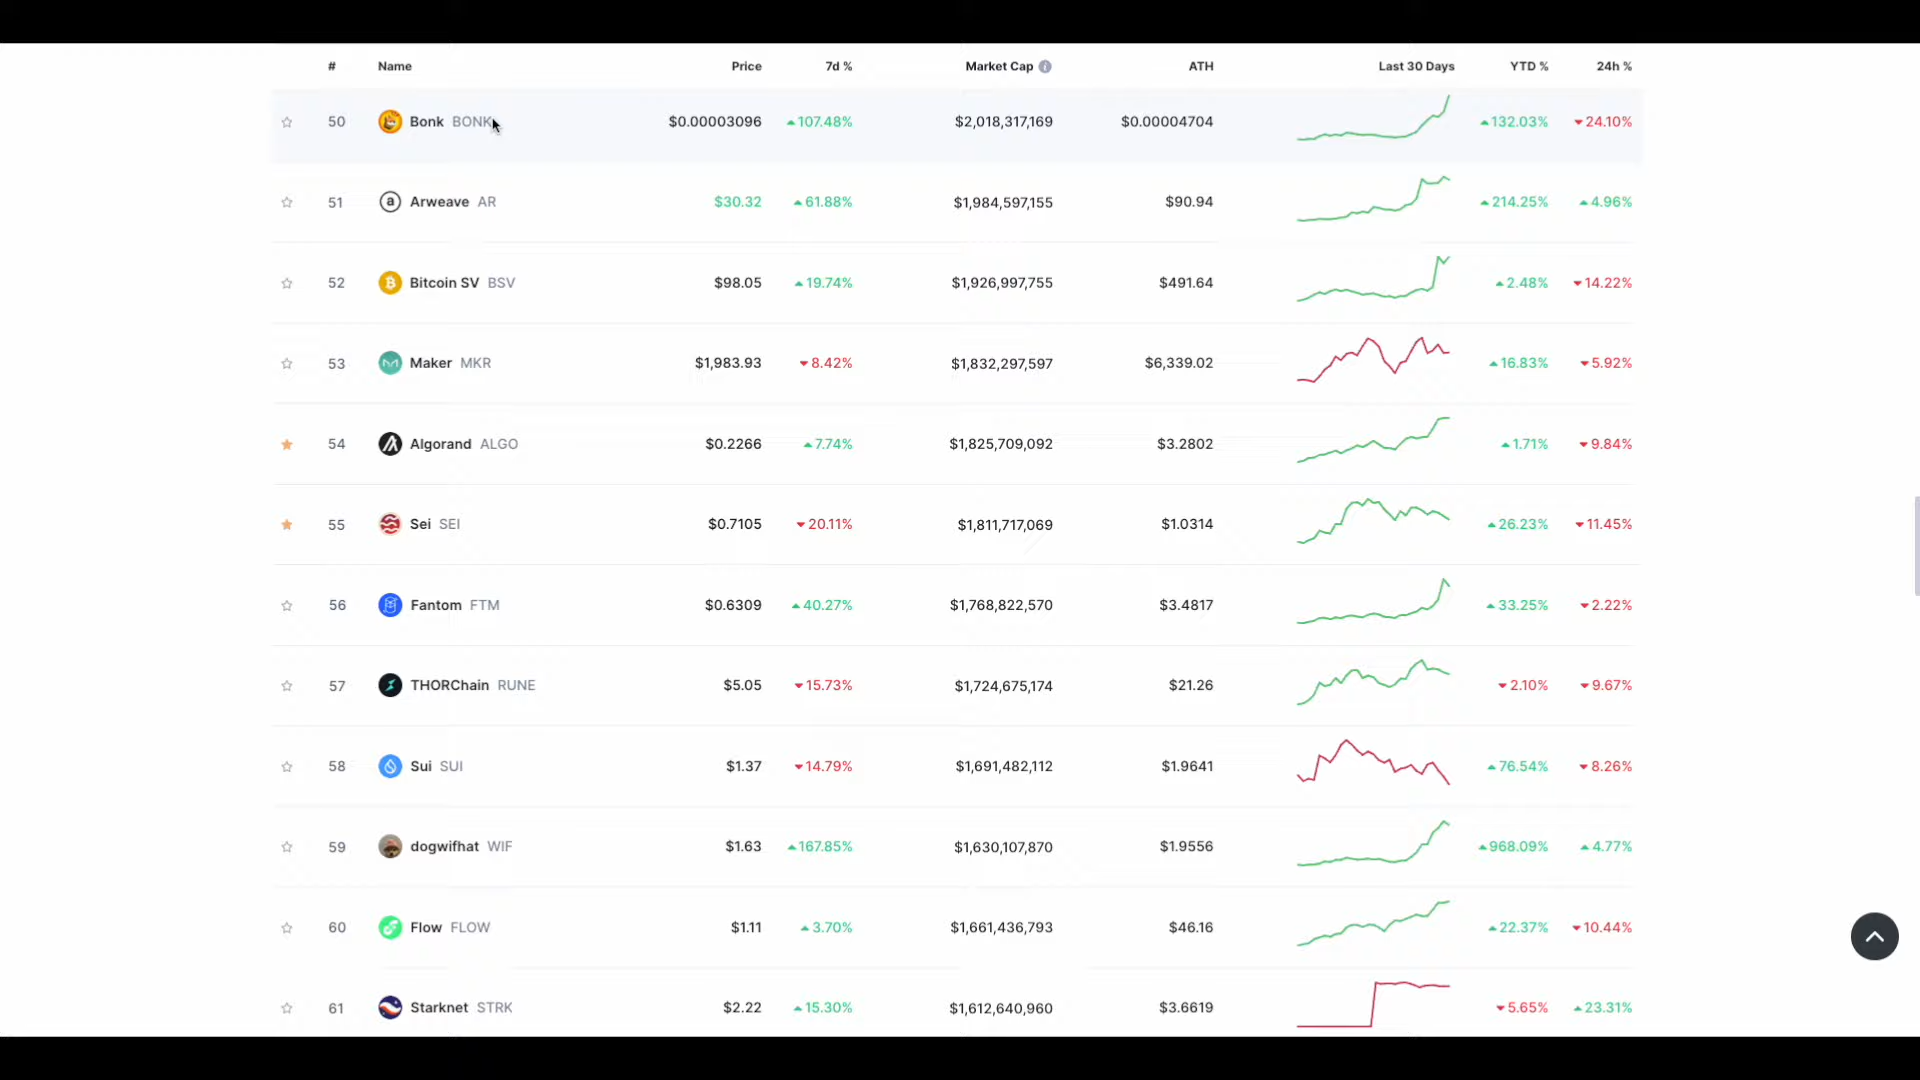 # Name Price 7d % Market Cap ATH Last 30 Days YTD % 24h %
50 Bonk BONK $0.00003096 107.48% $2,018,317,169 $0.00004704 132.03% 24.10%
51 Arweave AR $30.32 61.88% $1,984,597,155 $90.94 214.25% 4.96%
52 Bitcoin SV BSV $98.05 19.74% $1,926,997,755 $491.64 2.48% 14.22%
53 Maker MKR $1,983.93 8.42% $1,832,297,597 $6,339.02 16.83% 5.92%
54 Algorand ALGO $0.2266 7.74% $1,825,709,092 $3.2802 1.71% 9.84%
55 Sei SEI $0.7105 20.11% $1,811,717,069 $1.0314 26.23% 11.45%
56 Fantom FTM $0.6309 40.27% $1,768,822,570 $3.4817 33.25% 2.22%
57 THORChain RUNE $5.05 15.73% $1,724,675,174 $21.26 2.10% 9.67%
58 Sui SUI $1.37 14.79% $1,691,482,112 $1.9641 76.54% 8.26%
59 dogwifhat WIF $1.63 167.85% $1,630,107,870 $1.9556 968.09% 4.77%
60 Flow FLOW $1.11 3.70% $1,661,436,793 $46.16 22.37% 10.44%
61 Starknet STRK $2.22 15.30% $1,612,640,960 $3.6619 5.65% 23.31%